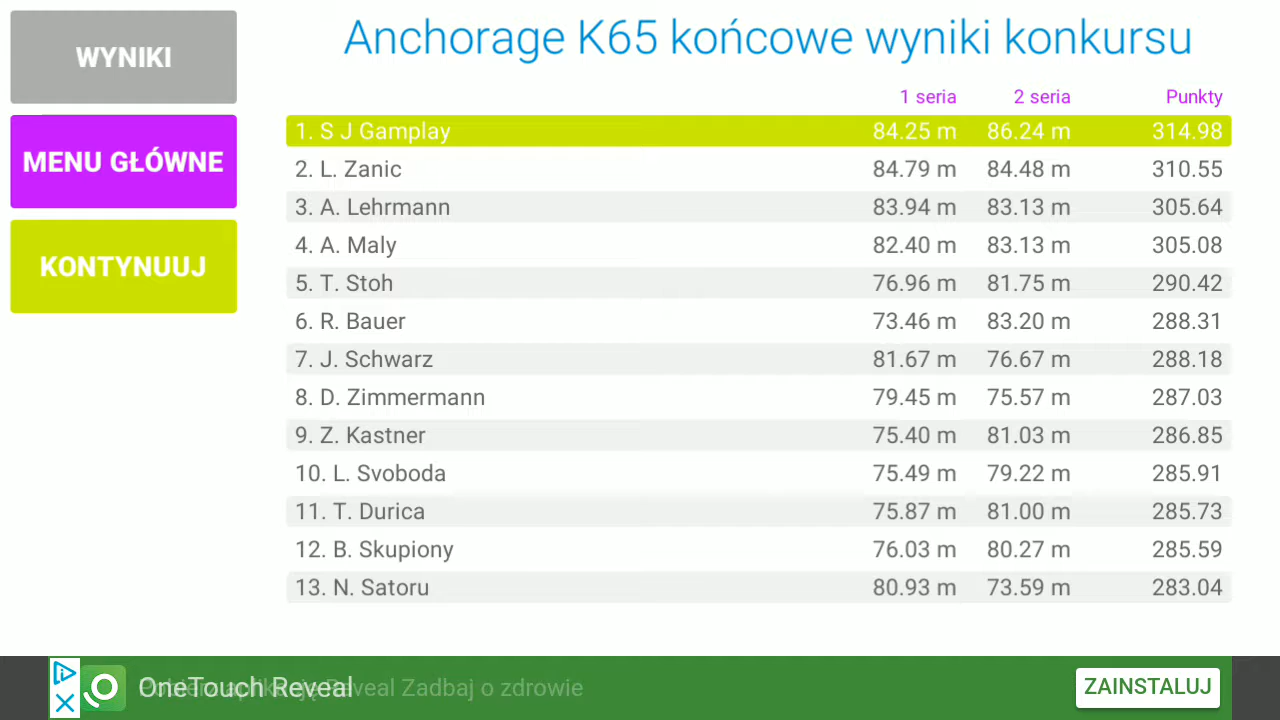 WYNIKI
MENU GŁÓWNE
KONTYNUUJ
Anchorage K65 końcowe wyniki konkursu
1 seria 2 seria Punkty
1. S J Gamplay 84.25 m 86.24 m 314.98
2. L. Zanic 84.79 m 84.48 m 310.55
3. A. Lehrmann 83.94 m 83.13 m 305.64
4. A. Maly 82.40 m 83.13 m 305.08
5. T. Stoh 76.96 m 81.75 m 290.42
6. R. Bauer 73.46 m 83.20 m 288.31
7. J. Schwarz 81.67 m 76.67 m 288.18
8. D. Zimmermann 79.45 m 75.57 m 287.03
9. Z. Kastner 75.40 m 81.03 m 286.85
10. L. Svoboda 75.49 m 79.22 m 285.91
11. T. Durica 75.87 m 81.00 m 285.73
12. B. Skupiony 76.03 m 80.27 m 285.59
13. N. Satoru 80.93 m 73.59 m 283.04
OneTouch Reveal
Reveal Zadbaj o zdrowie
ZAINSTALUJ